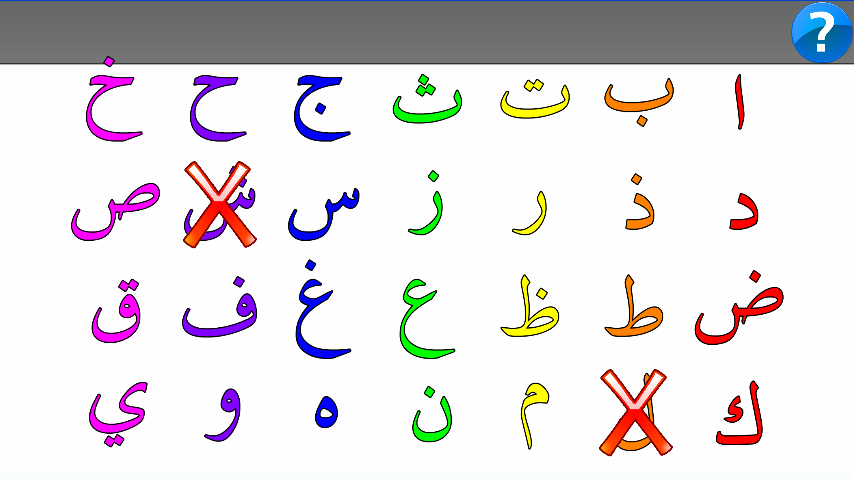 ?
ا ب ت ث ج ح خ
د ذ ر ز س ش ص
ض ط ظ ع غ ف ق
ك ل م ن ه و ي